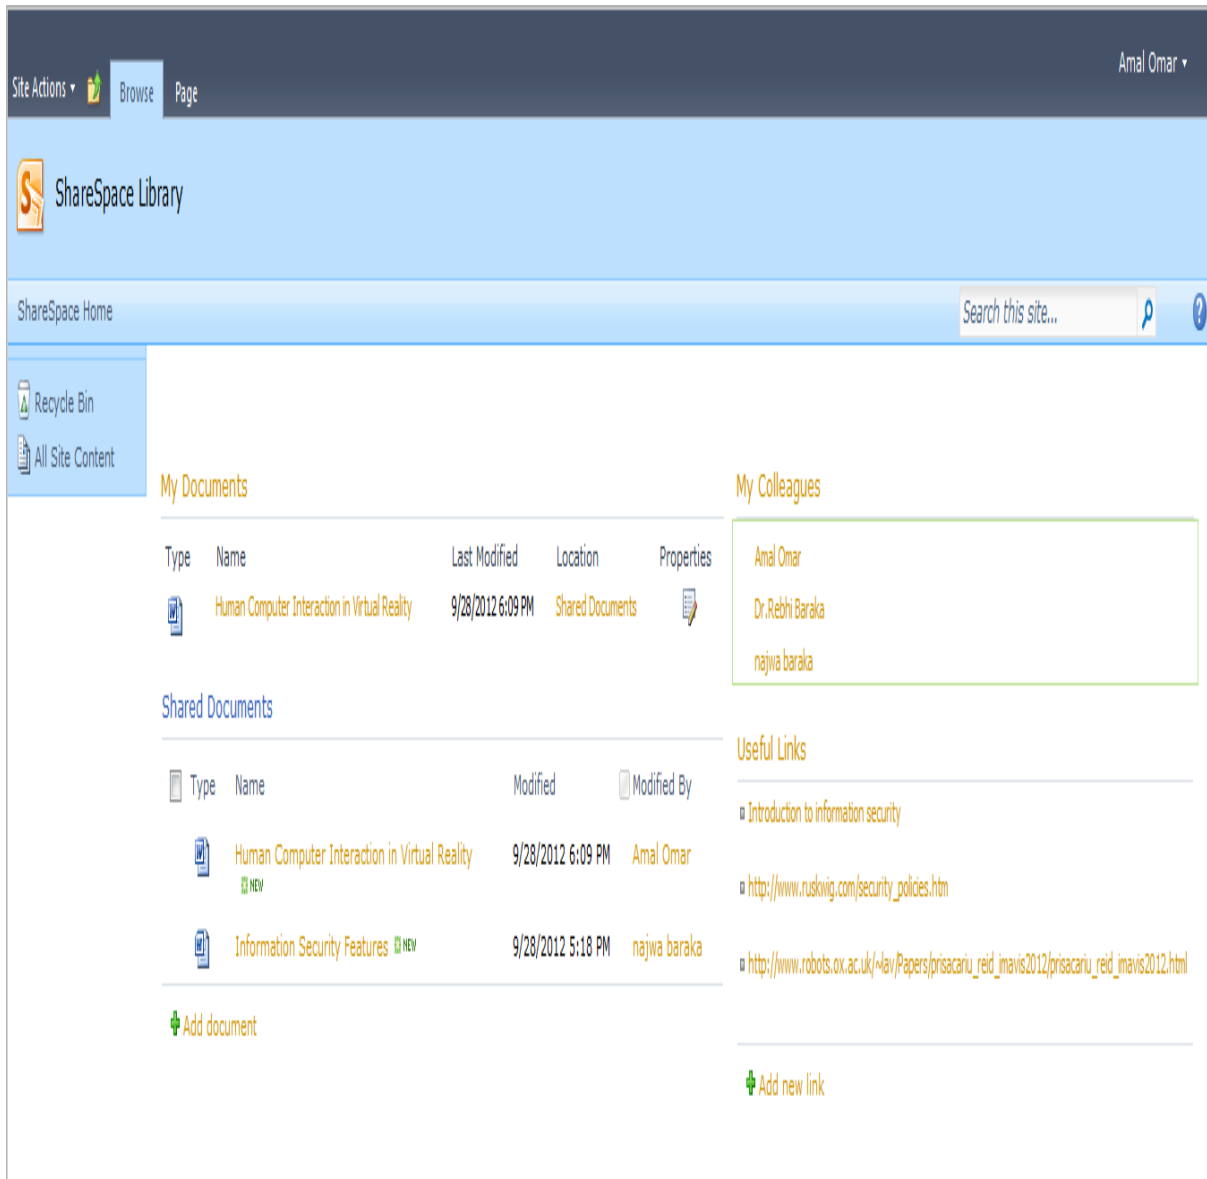 Amal Omar
Site Actions Browse Page
ShareSpace Library
ShareSpace Home
Search this site...
Recycle Bin
All Site Content
My Documents
Type Name Last Modified Location Properties
Human Computer Interaction in Virtual Reality 9/28/2012 6:09 PM Shared Documents
Shared Documents
Type Name Modified Modified By
Human Computer Interaction in Virtual Reality 9/28/2012 6:09 PM Amal Omar
NEW
Information Security Features NEW 9/28/2012 5:18 PM najwa baraka
Add document
My Colleagues
Amal Omar
Dr.Rebhi Baraka
najwa baraka
Useful Links
Introduction to information security
http://www.ruskwig.com/security_policies.htm
http://www.robots.ox.ac.uk/~lav/Papers/prisacariu_reid_imavis2012/prisacariu_reid_imavis2012.html
Add new link